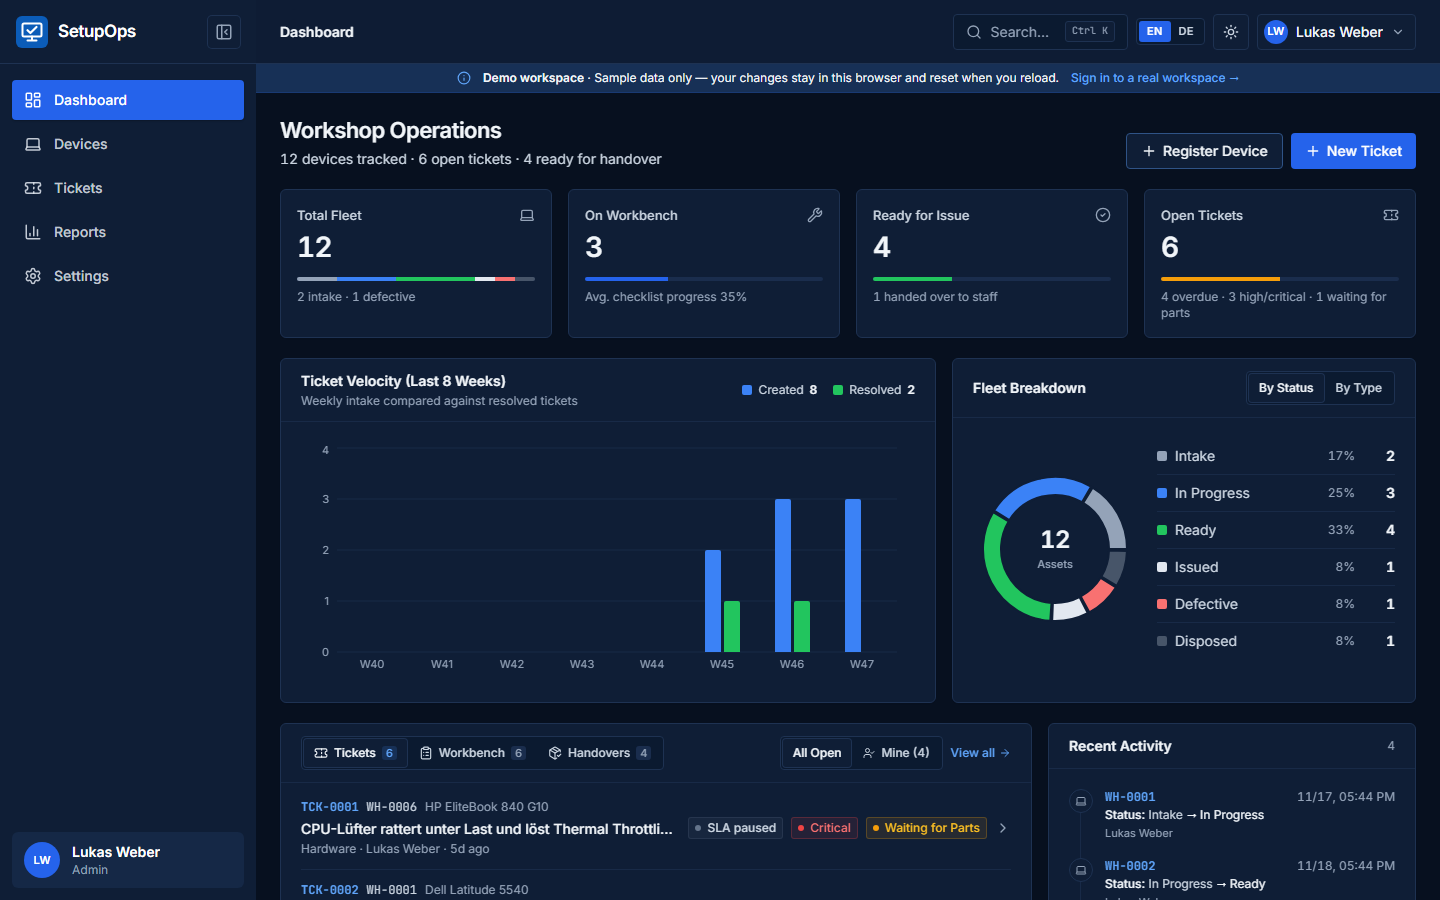 SetupOps
Dashboard
Search...
Ctrl K
EN
DE
LW
Lukas Weber
Demo workspace · Sample data only — your changes stay in this browser and reset when you reload.
Sign in to a real workspace →
Dashboard
Devices
Tickets
Reports
Settings
Workshop Operations
12 devices tracked · 6 open tickets · 4 ready for handover
+ Register Device
+ New Ticket
Total Fleet
12
2 intake · 1 defective
On Workbench
3
Avg. checklist progress 35%
Ready for Issue
4
1 handed over to staff
Open Tickets
6
4 overdue · 3 high/critical · 1 waiting for
parts
Ticket Velocity (Last 8 Weeks)
Weekly intake compared against resolved tickets
Created 8
Resolved 2
4
3
2
1
0
W40
W41
W42
W43
W44
W45
W46
W47
Fleet Breakdown
By Status
By Type
12
Assets
Intake 17% 2
In Progress 25% 3
Ready 33% 4
Issued 8% 1
Defective 8% 1
Disposed 8% 1
Tickets 6
Workbench 6
Handovers 4
All Open
Mine (4)
View all →
TCK-0001 WH-0006 HP EliteBook 840 G10
CPU-Lüfter rattert unter Last und löst Thermal Throttli...
SLA paused
Critical
Waiting for Parts
Hardware · Lukas Weber · 5d ago
TCK-0002 WH-0001 Dell Latitude 5540
Recent Activity
4
WH-0001
11/17, 05:44 PM
Status: Intake → In Progress
Lukas Weber
WH-0002
11/18, 05:44 PM
Status: In Progress → Ready
LW
Lukas Weber
Admin